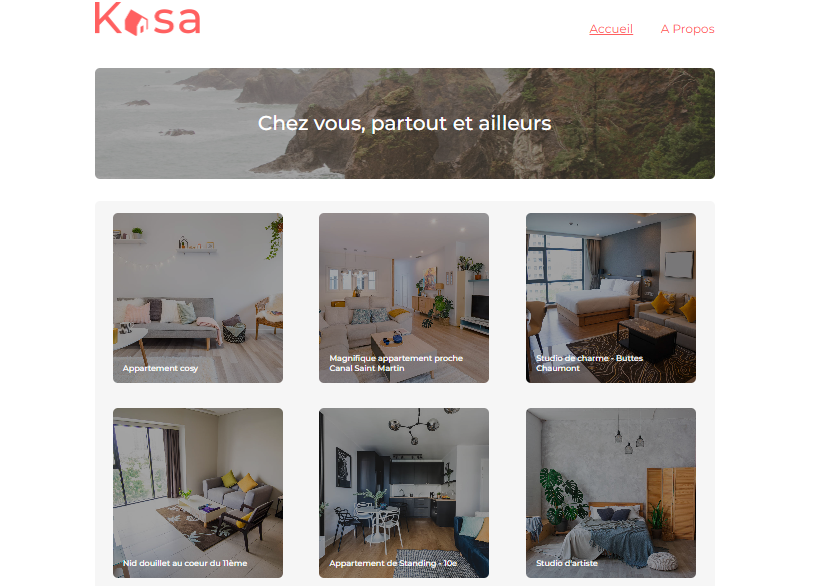 Kasa
Accueil
A Propos
Chez vous, partout et ailleurs
Appartement cosy
Magnifique appartement proche
Canal Saint Martin
Studio de charme - Buttes
Chaumont
Nid douillet au coeur du 11ème
Appartement de Standing - 10e
Studio d'artiste